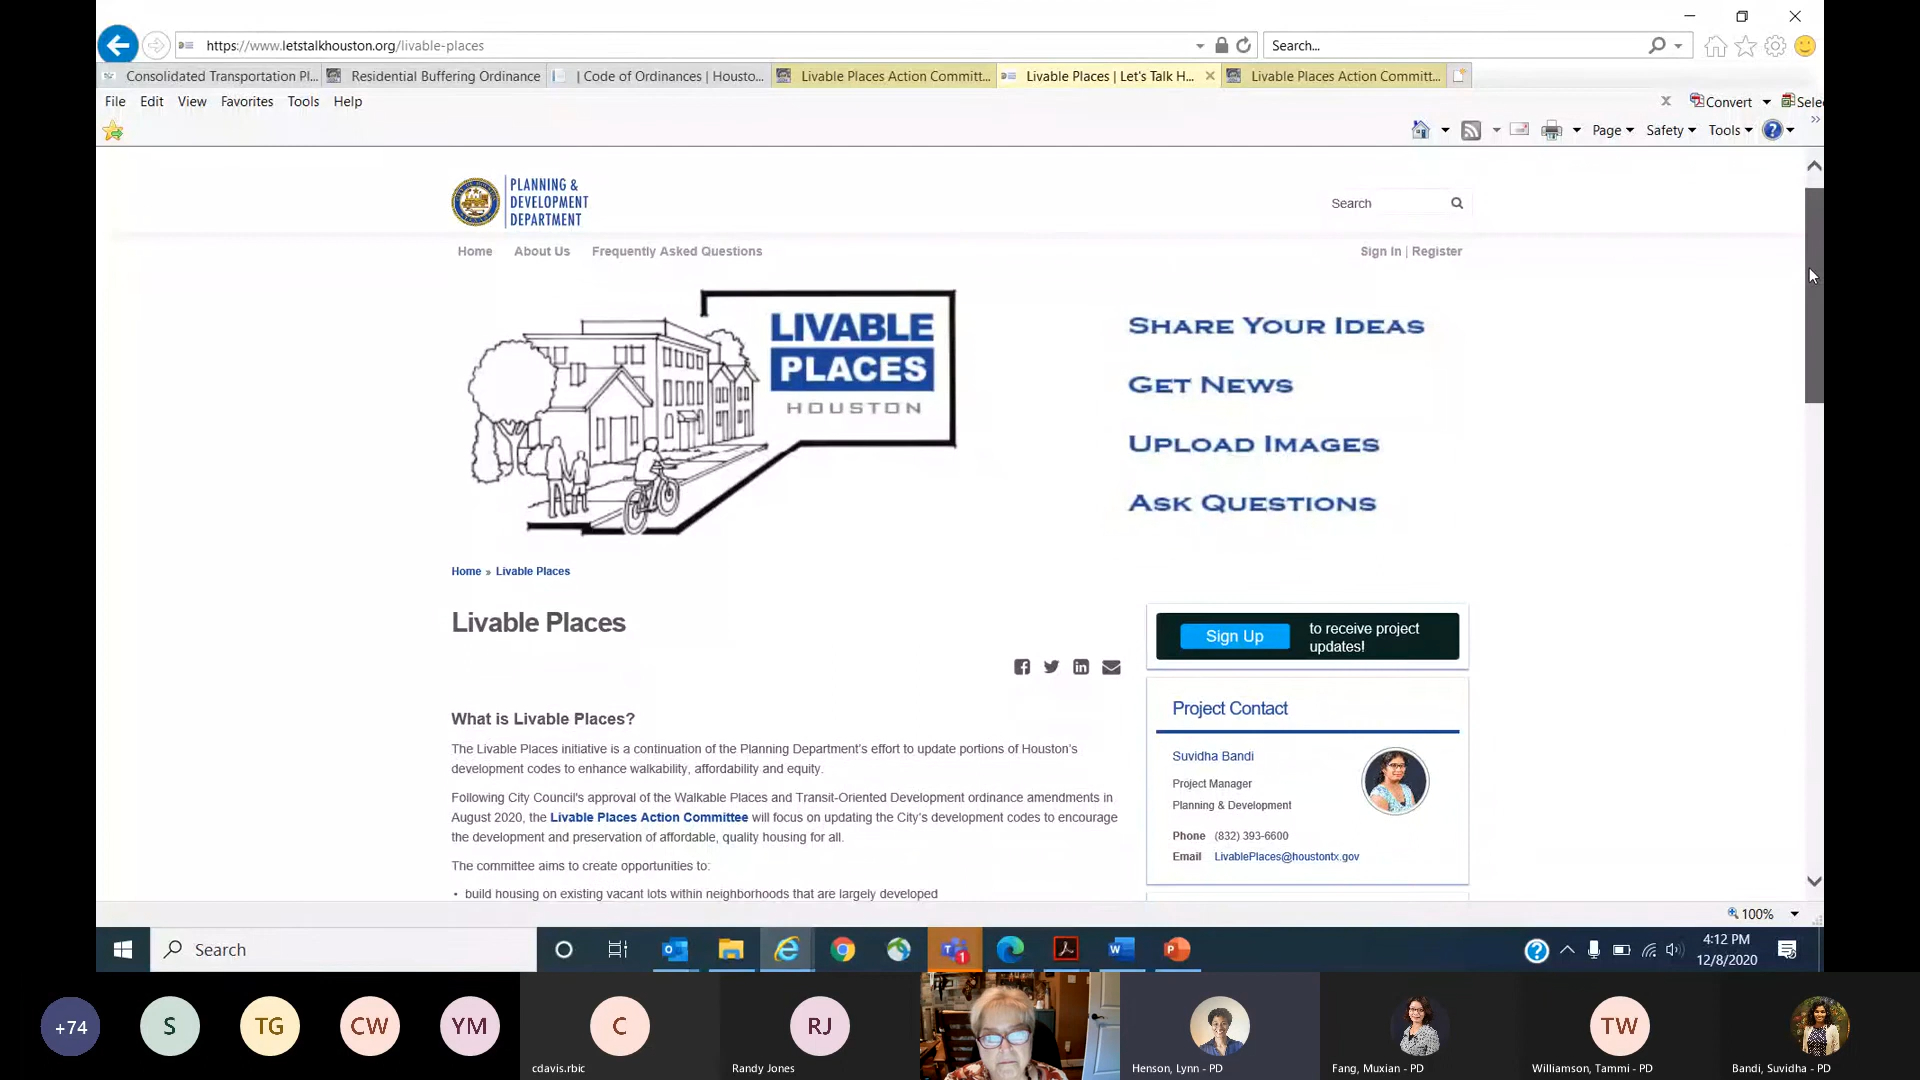 https://www.letstalkhouston.org/livable-places
Search...
Consolidated Transportation Pl...
Residential Buffering Ordinance
| Code of Ordinances | Housto...
Livable Places Action Committ...
Livable Places | Let's Talk H...
Livable Places Action Committ...
File Edit View Favorites Tools Help
X Convert Sele
Page Safety Tools
PLANNING &
DEVELOPMENT
DEPARTMENT
Search
Home About Us Frequently Asked Questions
Sign In | Register
LIVABLE
PLACES
HOUSTON
SHARE YOUR IDEAS
GET NEWS
UPLOAD IMAGES
ASK QUESTIONS
Home » Livable Places
Livable Places
Sign Up to receive project
updates!
What is Livable Places?
The Livable Places initiative is a continuation of the Planning Department's effort to update portions of Houston's
development codes to enhance walkability, affordability and equity.
Following City Council's approval of the Walkable Places and Transit-Oriented Development ordinance amendments in
August 2020, the Livable Places Action Committee will focus on updating the City's development codes to encourage
the development and preservation of affordable, quality housing for all.
The committee aims to create opportunities to:
• build housing on existing vacant lots within neighborhoods that are largely developed
Project Contact
Suvidha Bandi
Project Manager
Planning & Development
Phone (832) 393-6600
Email LivablePlaces@houstontx.gov
100%
Search
1
4:12 PM
12/8/2020
+74
S
TG
CW
YM
C
cdavis.rbic
RJ
Randy Jones
Henson, Lynn - PD
Fang, Muxian - PD
TW
Williamson, Tammi - PD
Bandi, Suvidha - PD